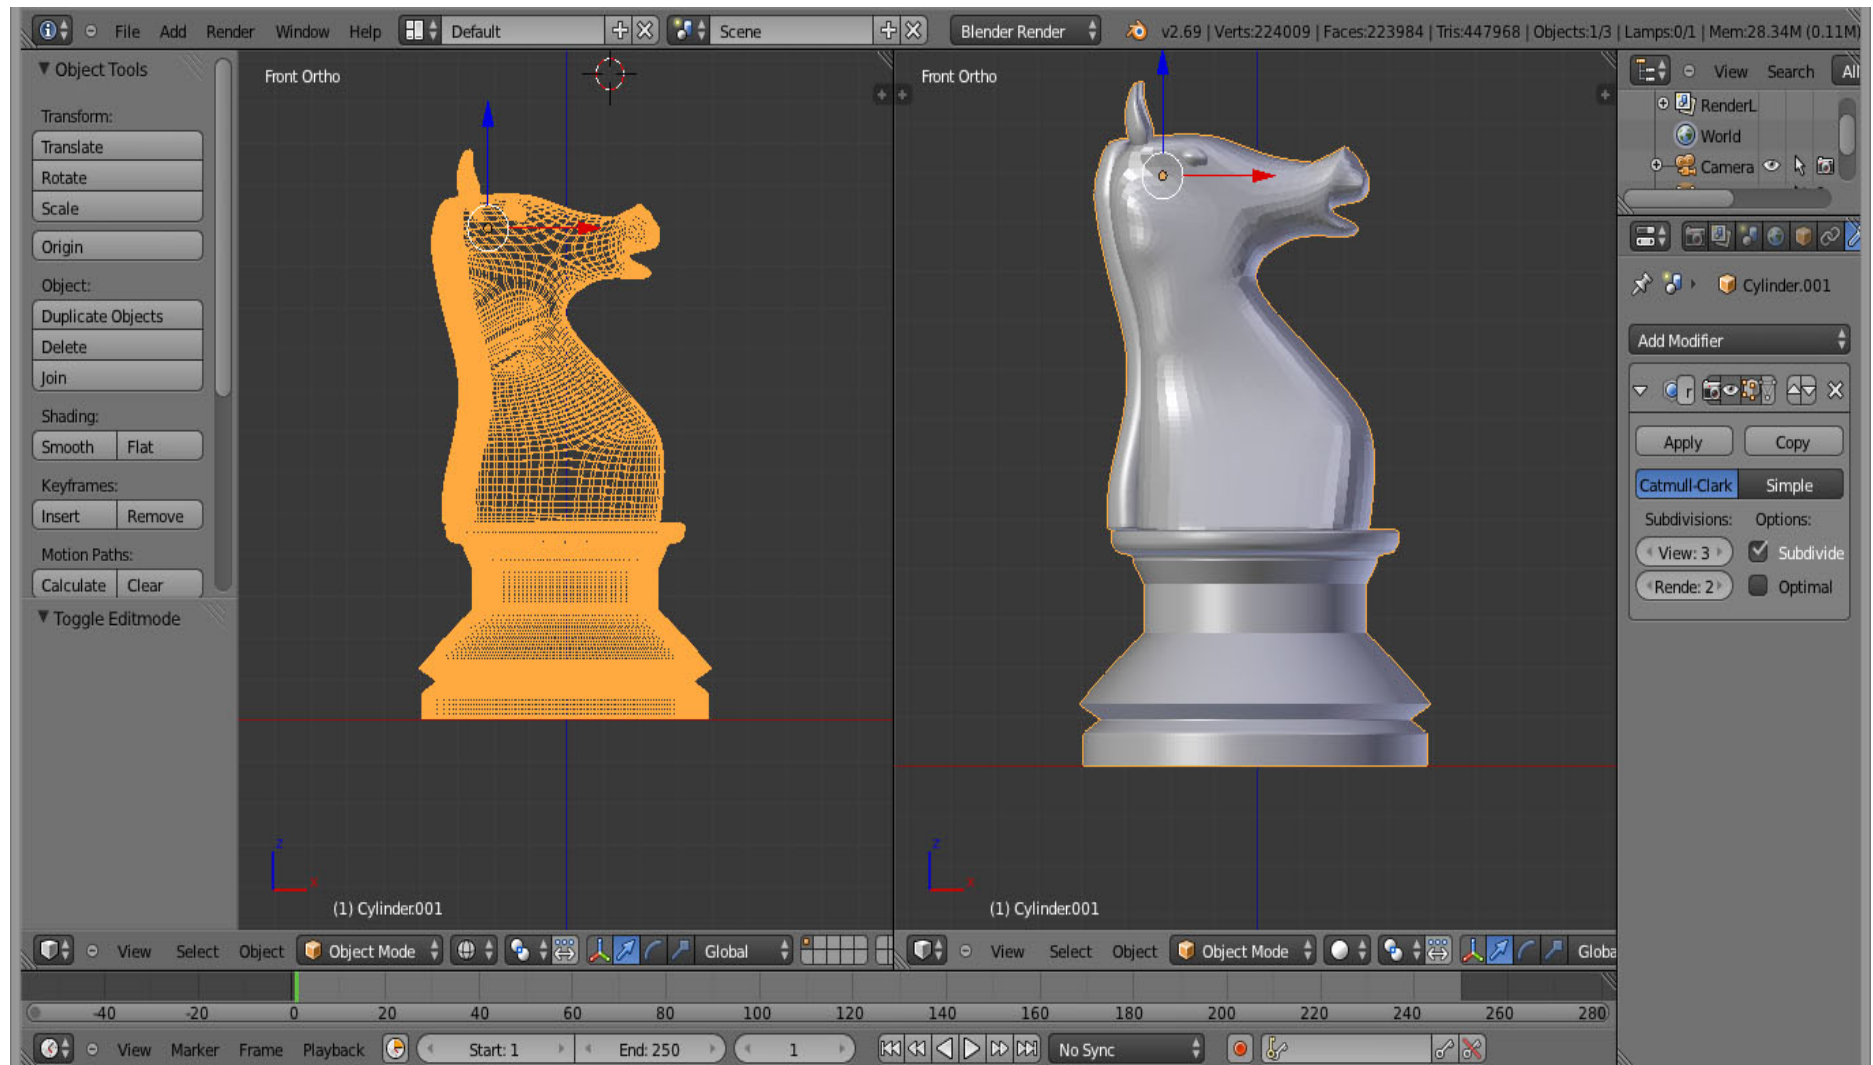 File Add Render Window Help Default Scene Blender Render v2.69 | Verts:224009 | Faces:223984 | Tris:447968 | Objects:1/3 | Lamps:0/1 | Mem:28.34M (0.11M)
Object Tools
Transform:
Translate
Rotate
Scale
Origin
Object:
Duplicate Objects
Delete
Join
Shading:
Smooth Flat
Keyframes:
Insert Remove
Motion Paths:
Calculate Clear
Toggle Editmode
Front Ortho
z
x
(1) Cylinder.001
View Select Object Object Mode Global
Front Ortho
z
x
(1) Cylinder.001
View Select Object Object Mode Globa
View Search All
RenderL
World
Camera
Cylinder.001
Add Modifier
r
Apply Copy
Catmull-Clark Simple
Subdivisions: Options:
View: 3 Subdivide
Rende: 2 Optimal
-40 -20 0 20 40 60 80 100 120 140 160 180 200 220 240 260 280
View Marker Frame Playback Start: 1 End: 250 1 No Sync